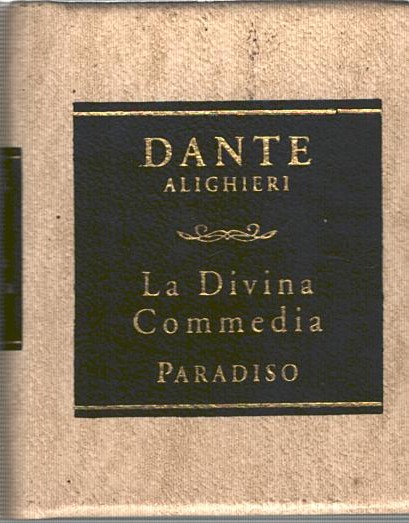 DANTE
ALIGHIERI
La Divina
Commedia
PARADISO